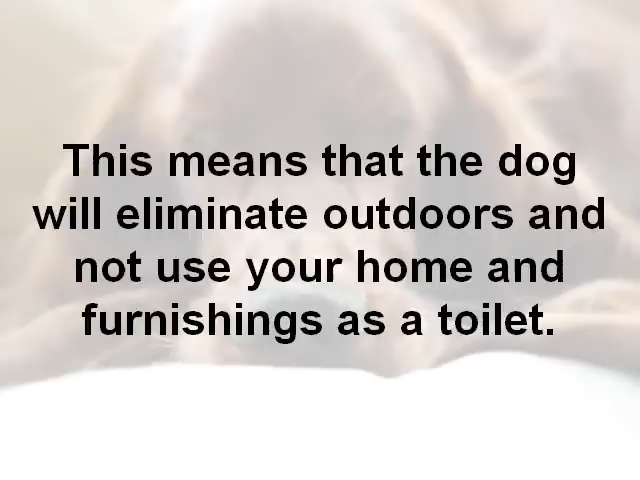 This means that the dog
will eliminate outdoors and
not use your home and
furnishings as a toilet.